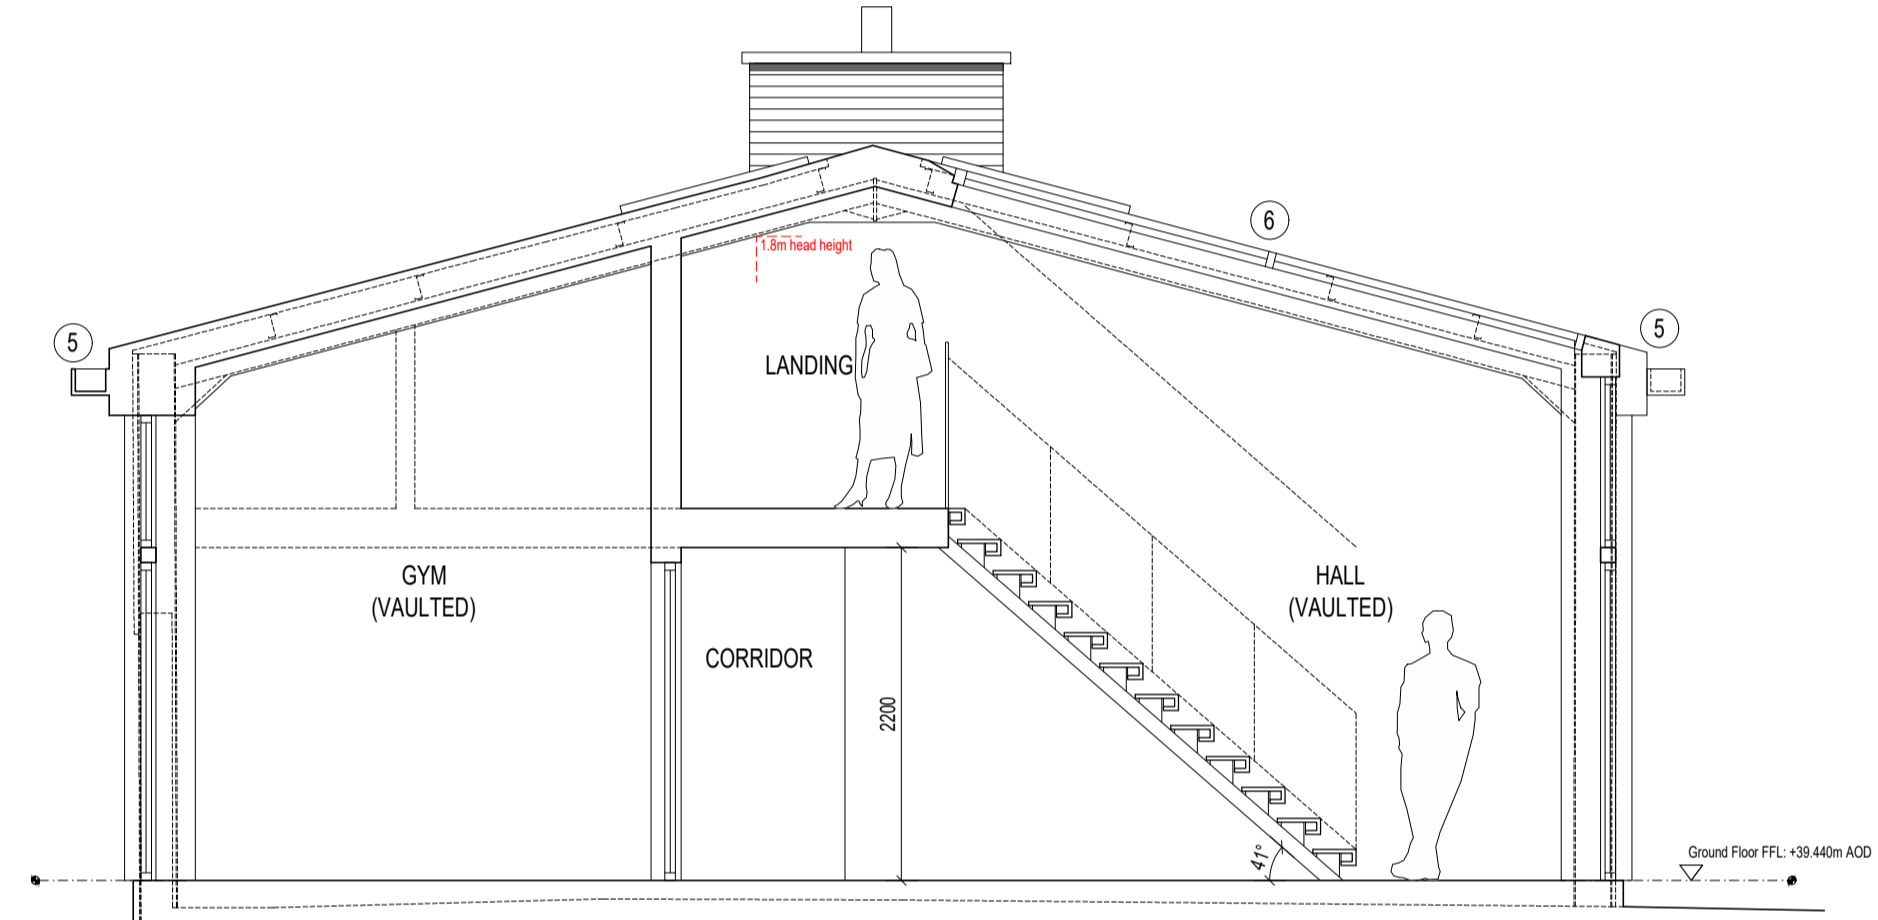 6
1.8m head height
5
5
LANDING
GYM
(VAULTED)
HALL
(VAULTED)
CORRIDOR
2200
41°
Ground Floor FFL: +39.440m AOD